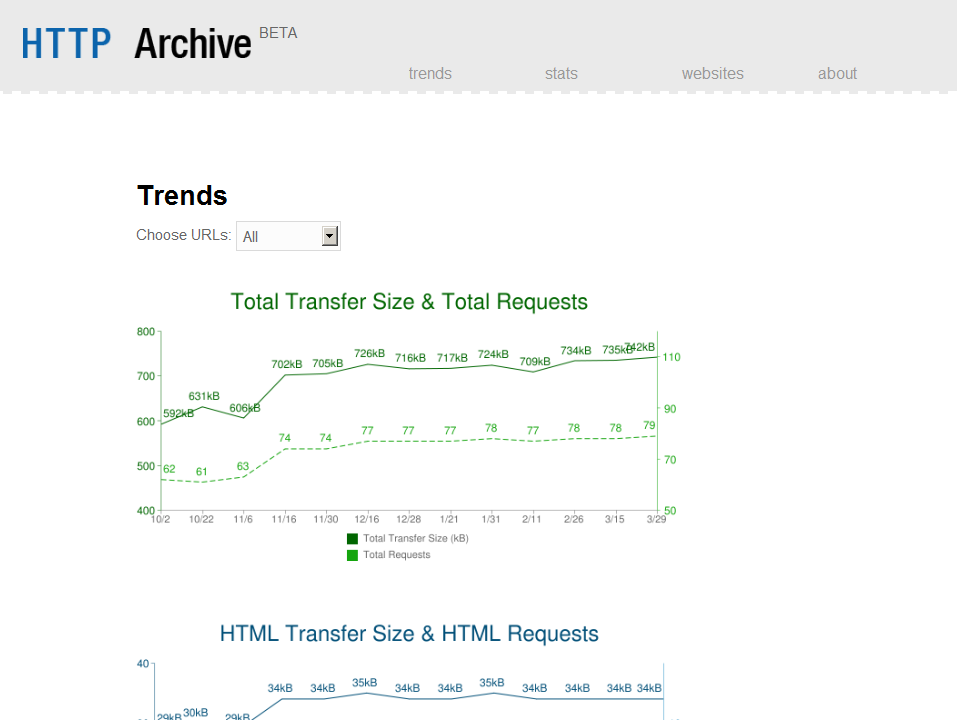 HTTP Archive BETA
trends stats websites about
Trends
Choose URLs: All
Total Transfer Size & Total Requests
800
700
600
500
400
110
90
70
50
592kB 631kB 606kB 702kB 705kB 726kB 716kB 717kB 724kB 709kB 734kB 735kB 742kB
62 61 63 74 74 77 77 77 78 77 78 78 79
10/2 10/22 11/6 11/16 11/30 12/16 12/28 1/21 1/31 2/11 2/26 3/15 3/29
Total Transfer Size (kB)
Total Requests
HTML Transfer Size & HTML Requests
40
29kB 30kB 29kB 34kB 34kB 35kB 34kB 34kB 35kB 34kB 34kB 34kB 34kB